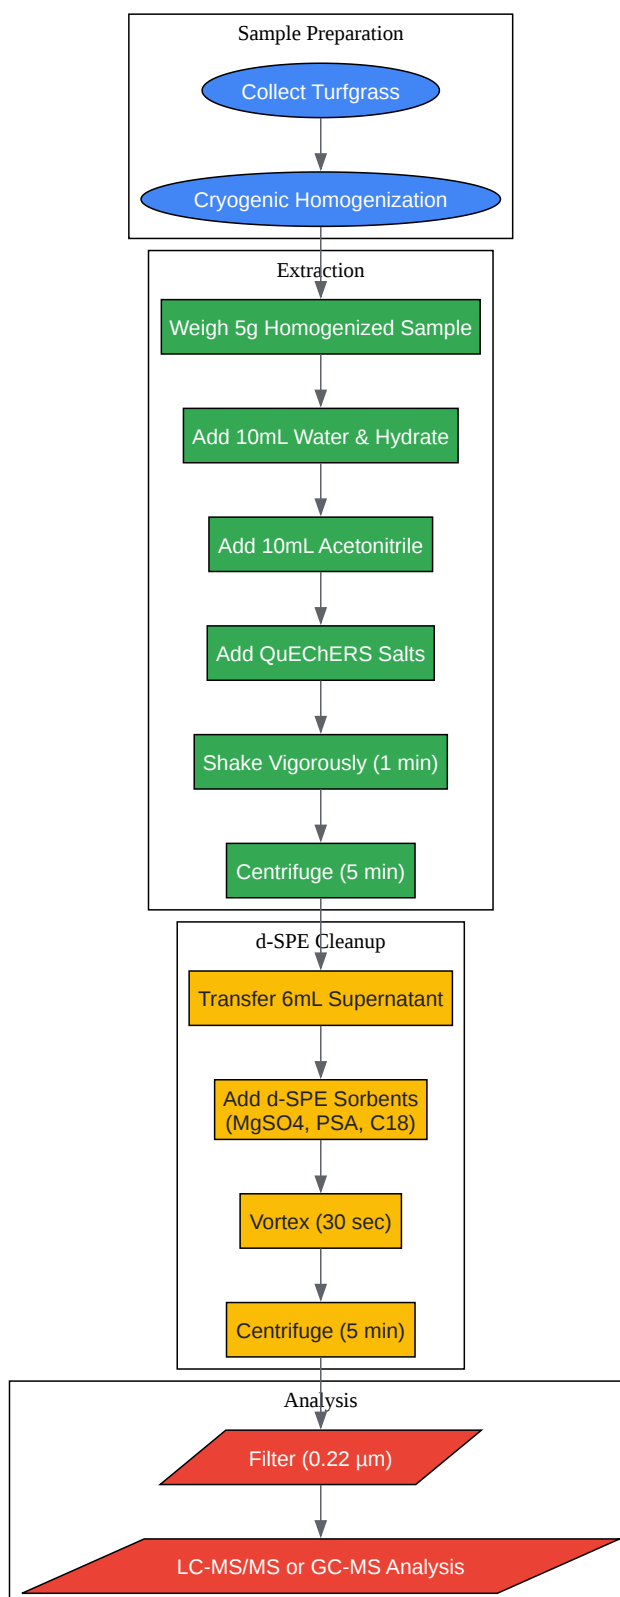 Sample Preparation
Collect Turfgrass
Cryogenic Homogenization
Extraction
Weigh 5g Homogenized Sample
Add 10mL Water & Hydrate
Add 10mL Acetonitrile
Add QuEChERS Salts
Shake Vigorously (1 min)
Centrifuge (5 min)
d-SPE Cleanup
Transfer 6mL Supernatant
Add d-SPE Sorbents
(MgSO4, PSA, C18)
Vortex (30 sec)
Centrifuge (5 min)
Analysis
Filter (0.22 µm)
LC-MS/MS or GC-MS Analysis